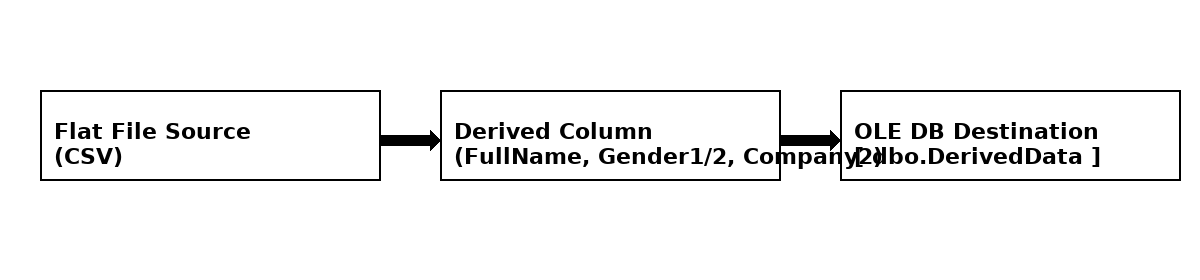 Flat File Source
(CSV)
Derived Column
(FullName, Gender1/2, Company2)
OLE DB Destination
[ dbo.DerivedData ]